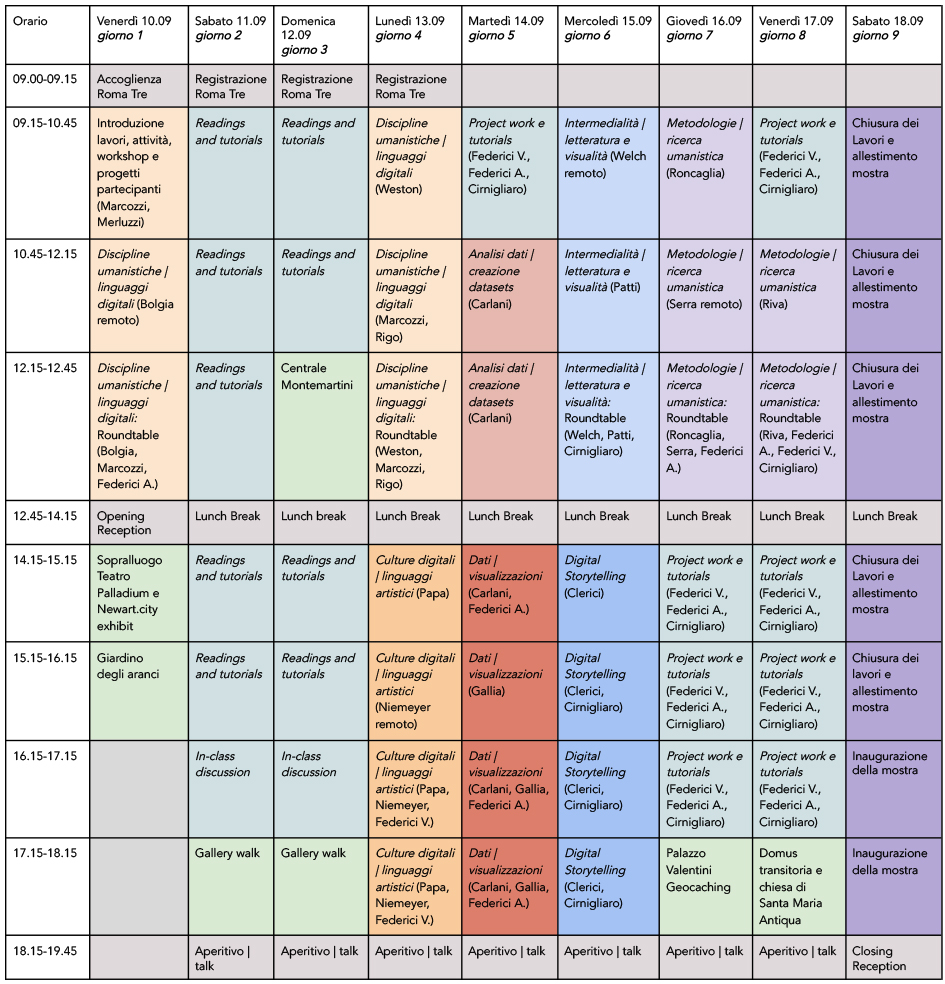 Orario
Venerdì 10.09
giorno 1
Sabato 11.09
giorno 2
Domenica
12.09
giorno 3
Lunedì 13.09
giorno 4
Martedì 14.09
giorno 5
Mercoledì 15.09
giorno 6
Giovedì 16.09
giorno 7
Venerdì 17.09
giorno 8
Sabato 18.09
giorno 9
09.00-09.15
Accoglienza
Roma Tre
Registrazione
Roma Tre
Registrazione
Roma Tre
Registrazione
Roma Tre
09.15-10.45
Introduzione
lavori, attività,
workshop e
progetti
partecipanti
(Marcozzi,
Merluzzi)
Readings
and tutorials
Readings and
tutorials
Discipline
umanistiche |
linguaggi
digitali
(Weston)
Project work e
tutorials
(Federici V.,
Federici A.,
Cirnigliaro)
Intermedialità |
letteratura e
visualità (Welch
remoto)
Metodologie |
ricerca
umanistica
(Roncaglia)
Project work e
tutorials
(Federici V.,
Federici A.,
Cirnigliaro)
Chiusura dei
Lavori e
allestimento
mostra
10.45-12.15
Discipline
umanistiche |
linguaggi
digitali (Bolgia
remoto)
Readings
and tutorials
Readings and
tutorials
Discipline
umanistiche |
linguaggi
digitali
(Marcozzi,
Rigo)
Analisi dati |
creazione
datasets
(Carlani)
Intermedialità |
letteratura e
visualità (Patti)
Metodologie |
ricerca
umanistica
(Serra remoto)
Metodologie |
ricerca
umanistica
(Riva)
Chiusura dei
Lavori e
allestimento
mostra
12.15-12.45
Discipline
umanistiche |
linguaggi
digitali:
Roundtable
(Bolgia,
Marcozzi,
Federici A.)
Readings
and tutorials
Centrale
Montemartini
Discipline
umanistiche |
linguaggi
digitali:
Roundtable
(Weston,
Marcozzi,
Rigo)
Analisi dati |
creazione
datasets
(Carlani)
Intermedialità |
letteratura e
visualità:
Roundtable
(Welch, Patti,
Cirnigliaro)
Metodologie |
ricerca
umanistica:
Roundtable
(Roncaglia,
Serra, Federici
A.)
Metodologie |
ricerca
umanistica:
Roundtable
(Riva, Federici
A., Federici V.,
Cirnigliaro)
Chiusura dei
Lavori e
allestimento
mostra
12.45-14.15
Opening
Reception
Lunch Break
Lunch break
Lunch Break
Lunch Break
Lunch Break
Lunch Break
Lunch Break
Lunch Break
14.15-15.15
Sopralluogo
Teatro
Palladium e
Newart.city
exhibit
Readings
and tutorials
Readings and
tutorials
Culture digitali
| linguaggi
artistici (Papa)
Dati |
visualizzazioni
(Carlani,
Federici A.)
Digital
Storytelling
(Clerici)
Project work e
tutorials
(Federici V.,
Federici A.,
Cirnigliaro)
Project work e
tutorials
(Federici V.,
Federici A.,
Cirnigliaro)
Chiusura dei
Lavori e
allestimento
mostra
15.15-16.15
Giardino
degli aranci
Readings
and tutorials
Readings and
tutorials
Culture digitali
| linguaggi
artistici
(Niemeyer
remoto)
Dati |
visualizzazioni
(Gallia)
Digital
Storytelling
(Clerici,
Cirnigliaro)
Project work e
tutorials
(Federici V.,
Federici A.,
Cirnigliaro)
Project work e
tutorials
(Federici V.,
Federici A.,
Cirnigliaro)
Chiusura dei
lavori e
allestimento
mostra
16.15-17.15
In-class
discussion
In-class
discussion
Culture digitali
| linguaggi
artistici (Papa,
Niemeyer,
Federici V.)
Dati |
visualizzazioni
(Carlani, Gallia,
Federici A.)
Digital
Storytelling
(Clerici,
Cirnigliaro)
Project work e
tutorials
(Federici V.,
Federici A.,
Cirnigliaro)
Project work e
tutorials
(Federici V.,
Federici A.,
Cirnigliaro)
Inaugurazione
della mostra
17.15-18.15
Gallery walk
Gallery walk
Culture digitali
| linguaggi
artistici (Papa,
Niemeyer,
Federici V.)
Dati |
visualizzazioni
(Carlani, Gallia,
Federici A.)
Digital
Storytelling
(Clerici,
Cirnigliaro)
Palazzo
Valentini
Geocaching
Domus
transitoria e
chiesa di
Santa Maria
Antiqua
Inaugurazione
della mostra
18.15-19.45
Aperitivo |
talk
Aperitivo | talk
Aperitivo | talk
Aperitivo | talk
Aperitivo | talk
Aperitivo | talk
Aperitivo | talk
Closing
Reception